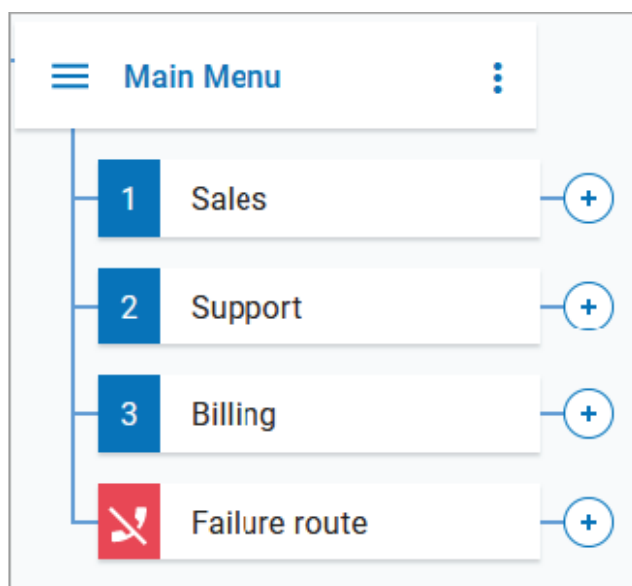 Main Menu
1 Sales
2 Support
3 Billing
Failure route